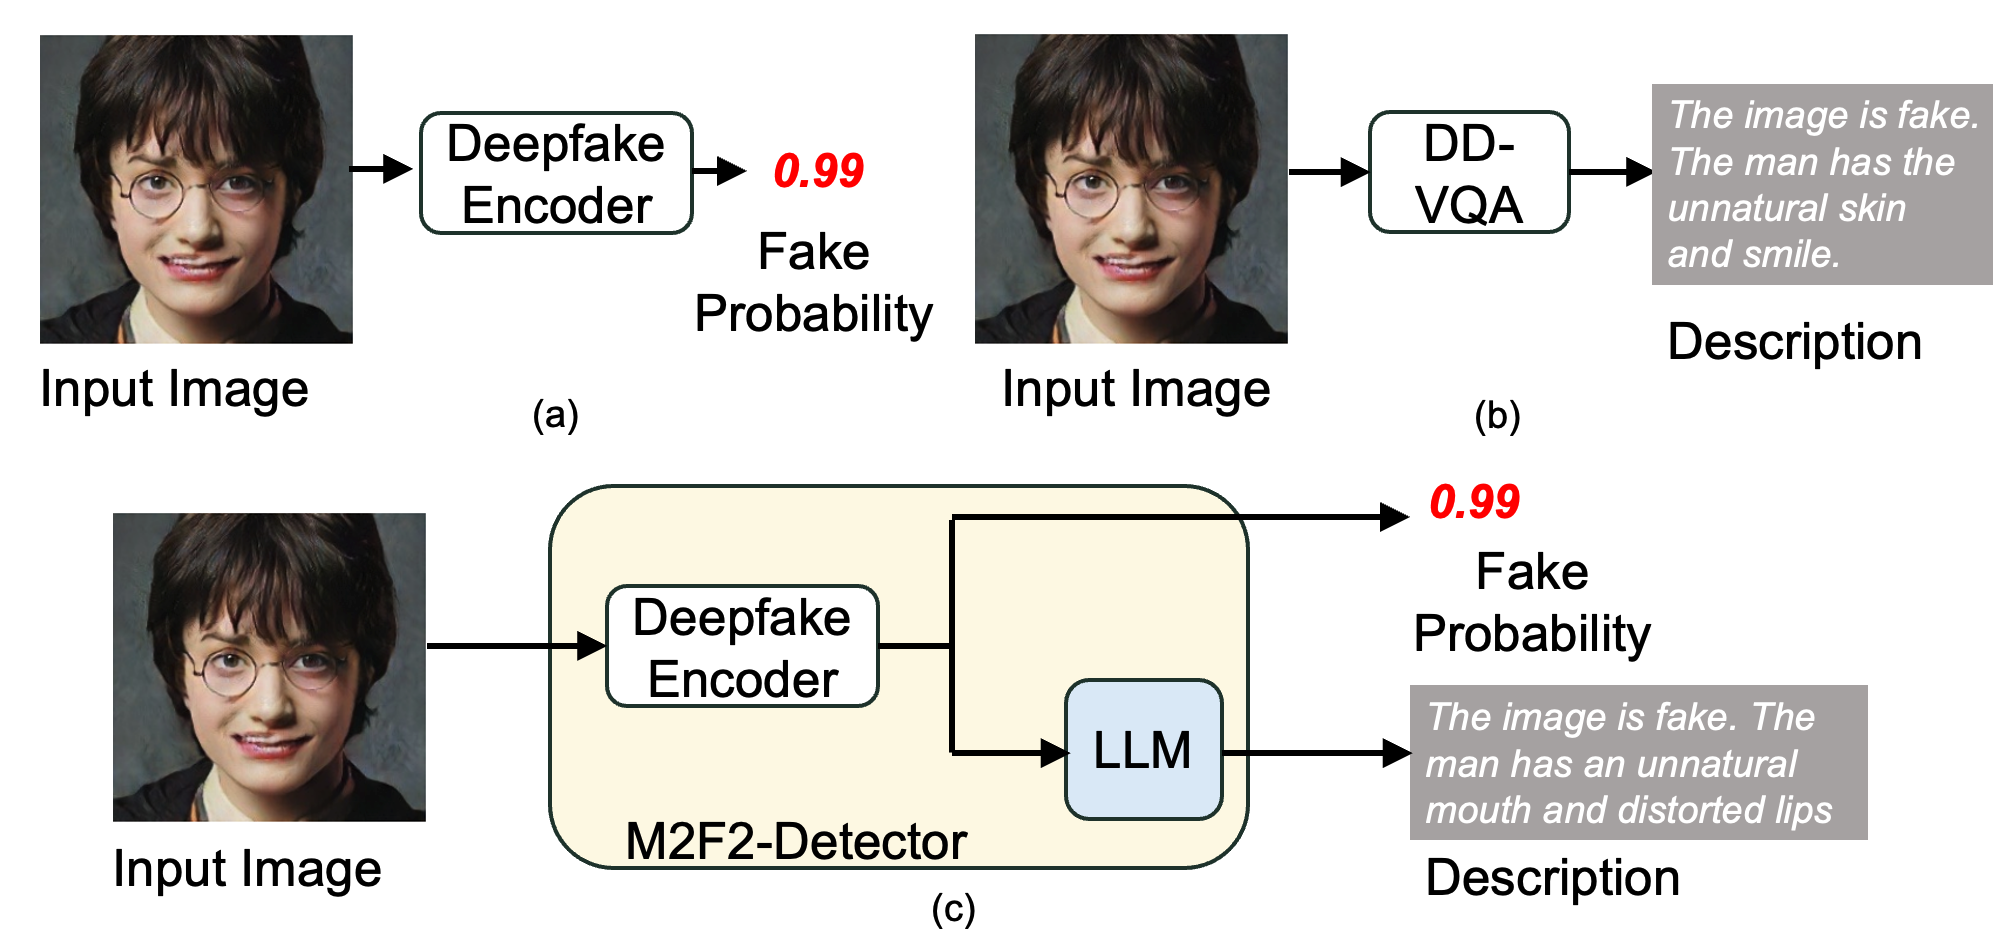 Deepfake
Encoder
0.99
Fake
Probability
Input Image
(a)
DD-
VQA
The image is fake.
The man has the
unnatural skin
and smile.
Description
Input Image
(b)
Deepfake
Encoder
LLM
M2F2-Detector
0.99
Fake
Probability
The image is fake. The
man has an unnatural
mouth and distorted lips
Description
Input Image
(c)